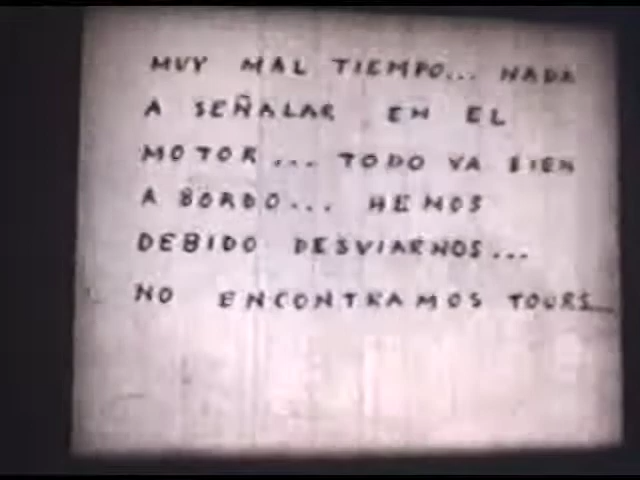 MUY MAL TIEMPO... NADA
A SEÑALAR EN EL
MOTOR... TODO VA BIEN
A BORDO... HEMOS
DEBIDO DESVIARNOS...
NO ENCONTRAMOS TOURS...